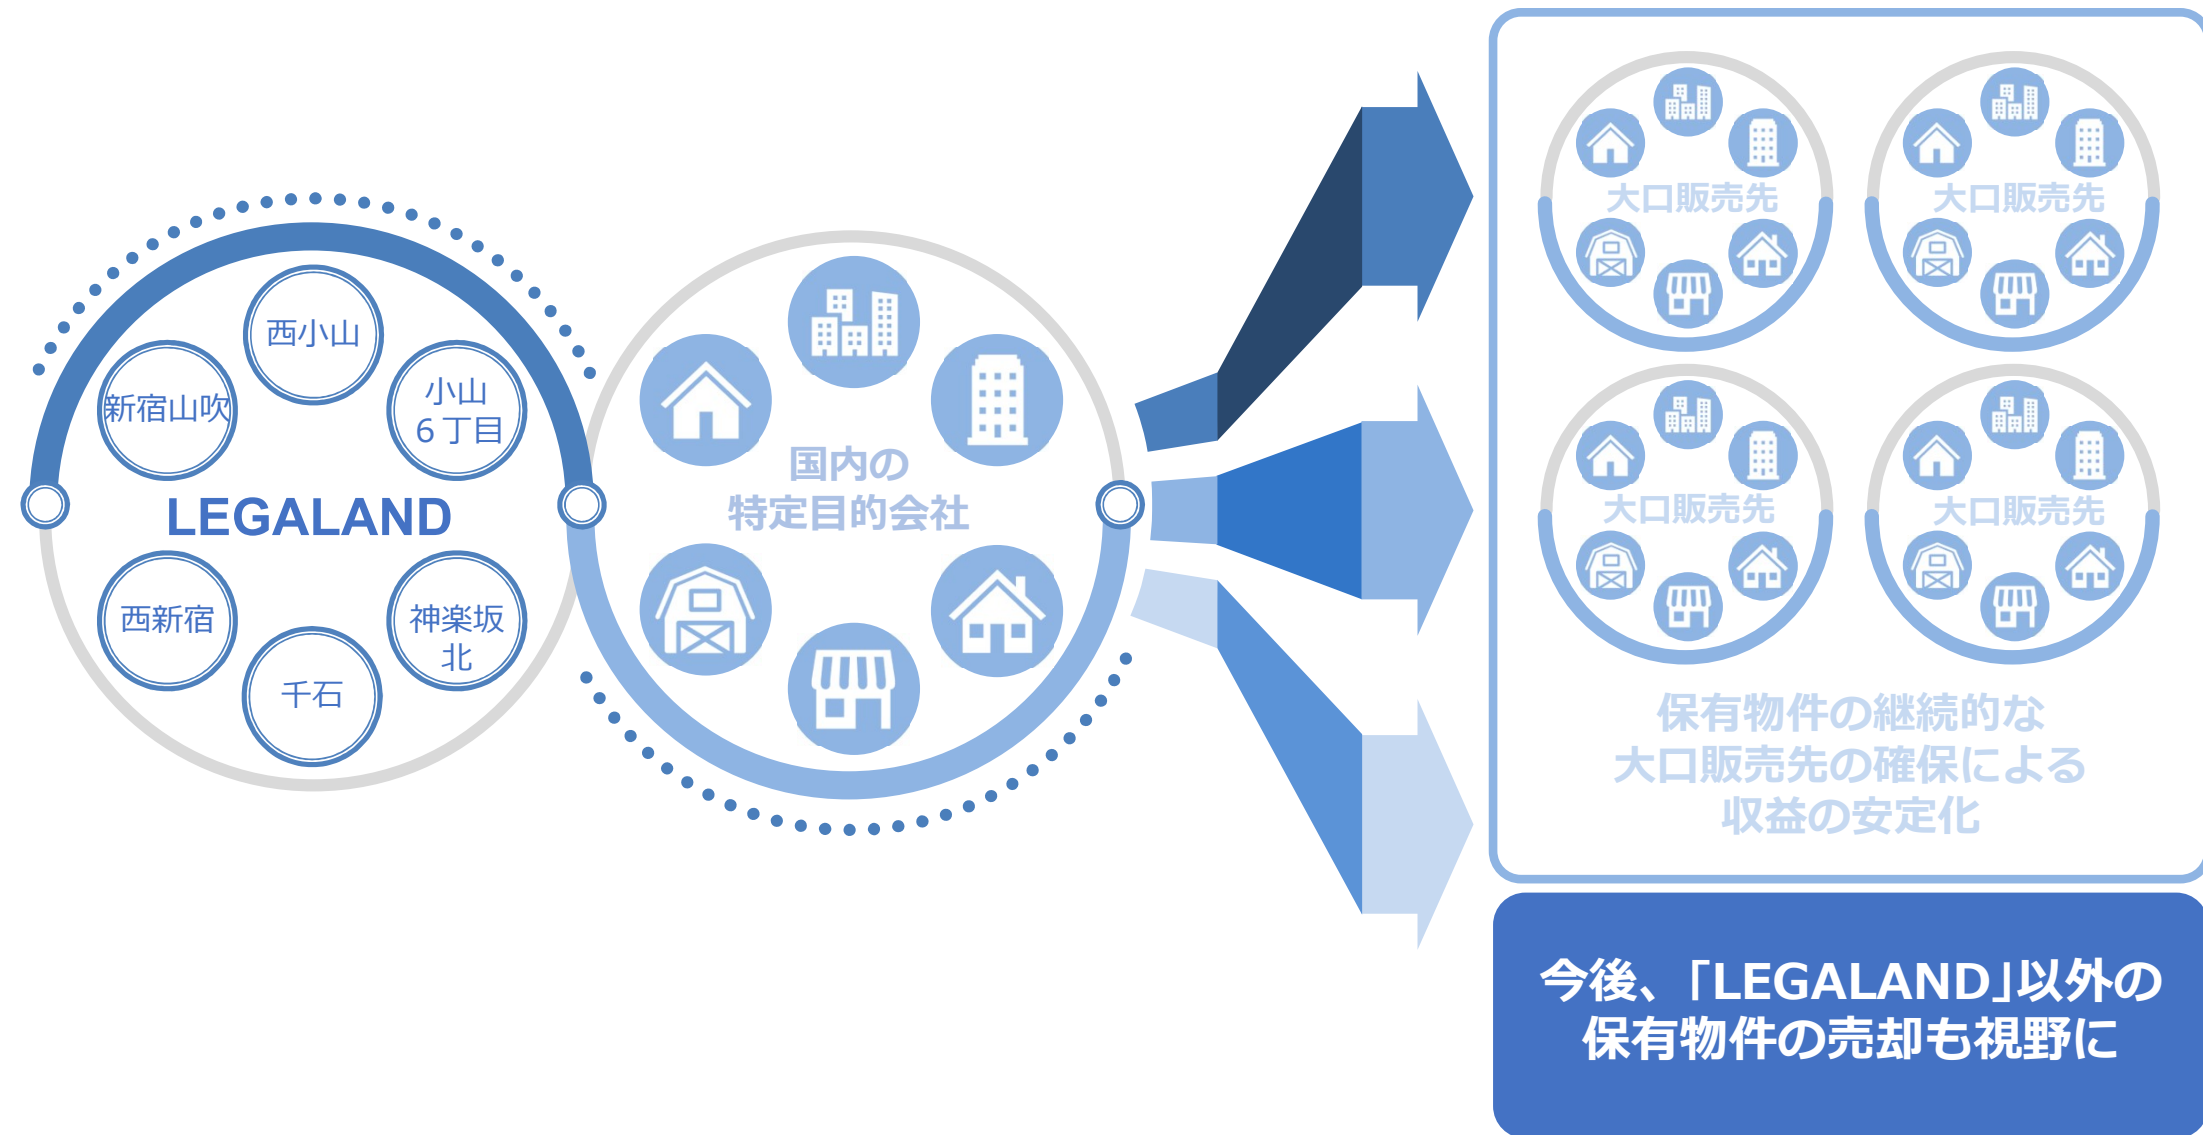 西小山
新宿山吹
小山
６丁目
LEGALAND
西新宿
神楽坂
北
千石
国内の
特定目的会社
大口販売先
大口販売先
大口販売先
大口販売先
保有物件の継続的な
大口販売先の確保による
収益の安定化
今後、「LEGALAND」以外の
保有物件の売却も視野に